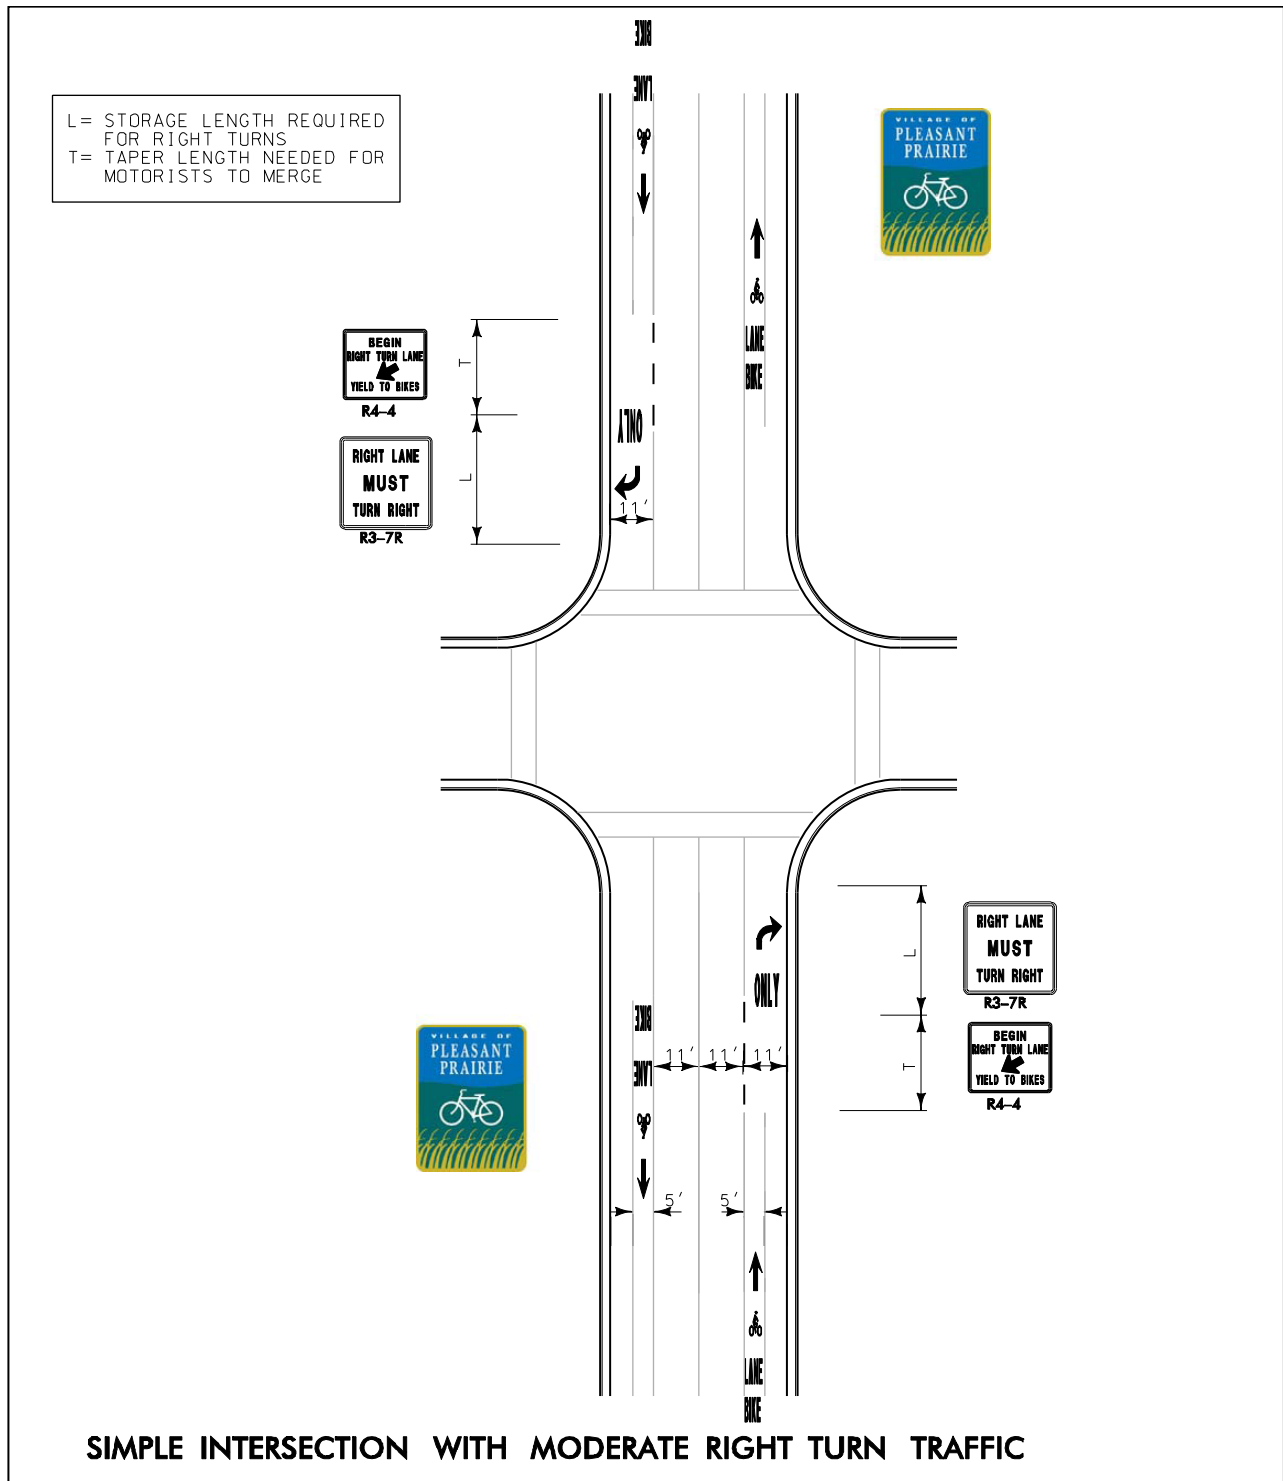 BIKE
LANE
L= STORAGE LENGTH REQUIRED
FOR RIGHT TURNS
T= TAPER LENGTH NEEDED FOR
MOTORISTS TO MERGE
VILLAGE OF
PLEASANT
PRAIRIE
LANE
BIKE
BEGIN
RIGHT TURN LANE
YIELD TO BIKES
R4-4
T
ONLY
RIGHT LANE
MUST
TURN RIGHT
R3-7R
L
11'
L
RIGHT LANE
MUST
TURN RIGHT
R3-7R
ONLY
BIKE
LANE
VILLAGE OF
PLEASANT
PRAIRIE
11' 11' 11'
T
BEGIN
RIGHT TURN LANE
YIELD TO BIKES
R4-4
5' 5'
LANE
BIKE
SIMPLE INTERSECTION WITH MODERATE RIGHT TURN TRAFFIC